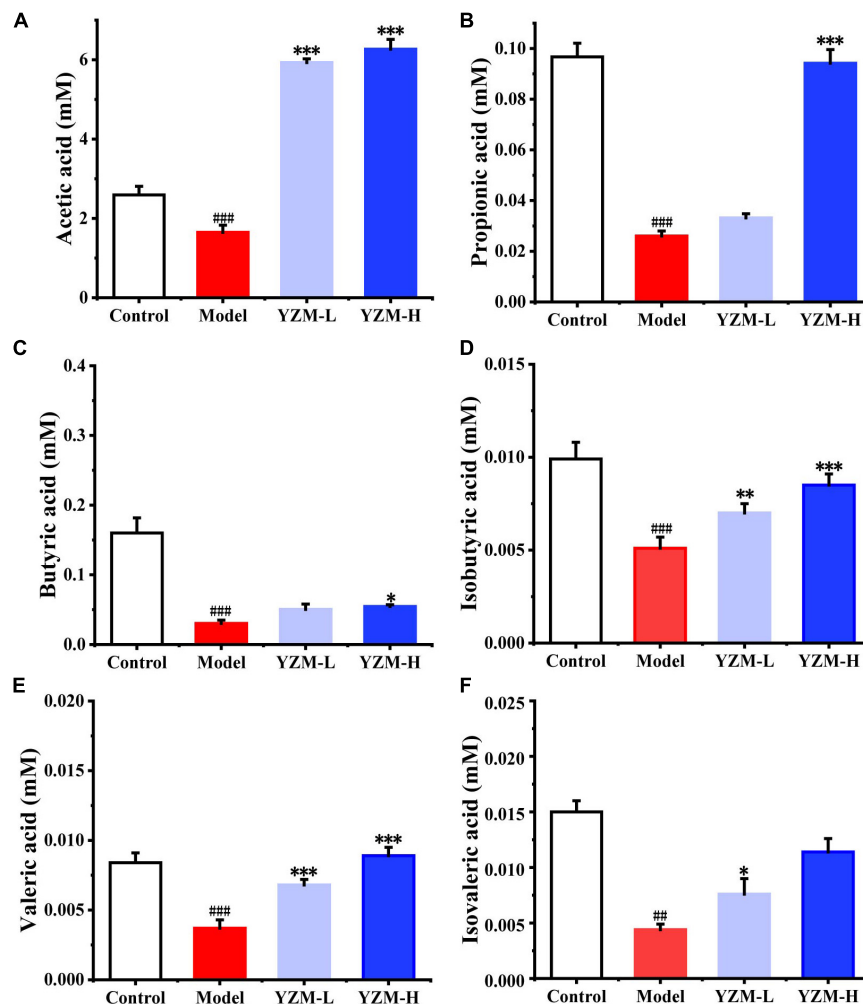 A
Acetic acid (mM)
6
4
2
0
###
***
***
Control Model YZM-L YZM-H
B
Propionic acid (mM)
0.10
0.08
0.06
0.04
0.02
0.00
###
***
Control Model YZM-L YZM-H
C
Butyric acid (mM)
0.4
0.3
0.2
0.1
0.0
###
*
Control Model YZM-L YZM-H
D
Isobutyric acid (mM)
0.015
0.010
0.005
0.000
###
**
***
Control Model YZM-L YZM-H
E
Valeric acid (mM)
0.020
0.015
0.010
0.005
0.000
###
***
***
Control Model YZM-L YZM-H
F
Isovaleric acid (mM)
0.025
0.020
0.015
0.010
0.005
0.000
##
*
Control Model YZM-L YZM-H